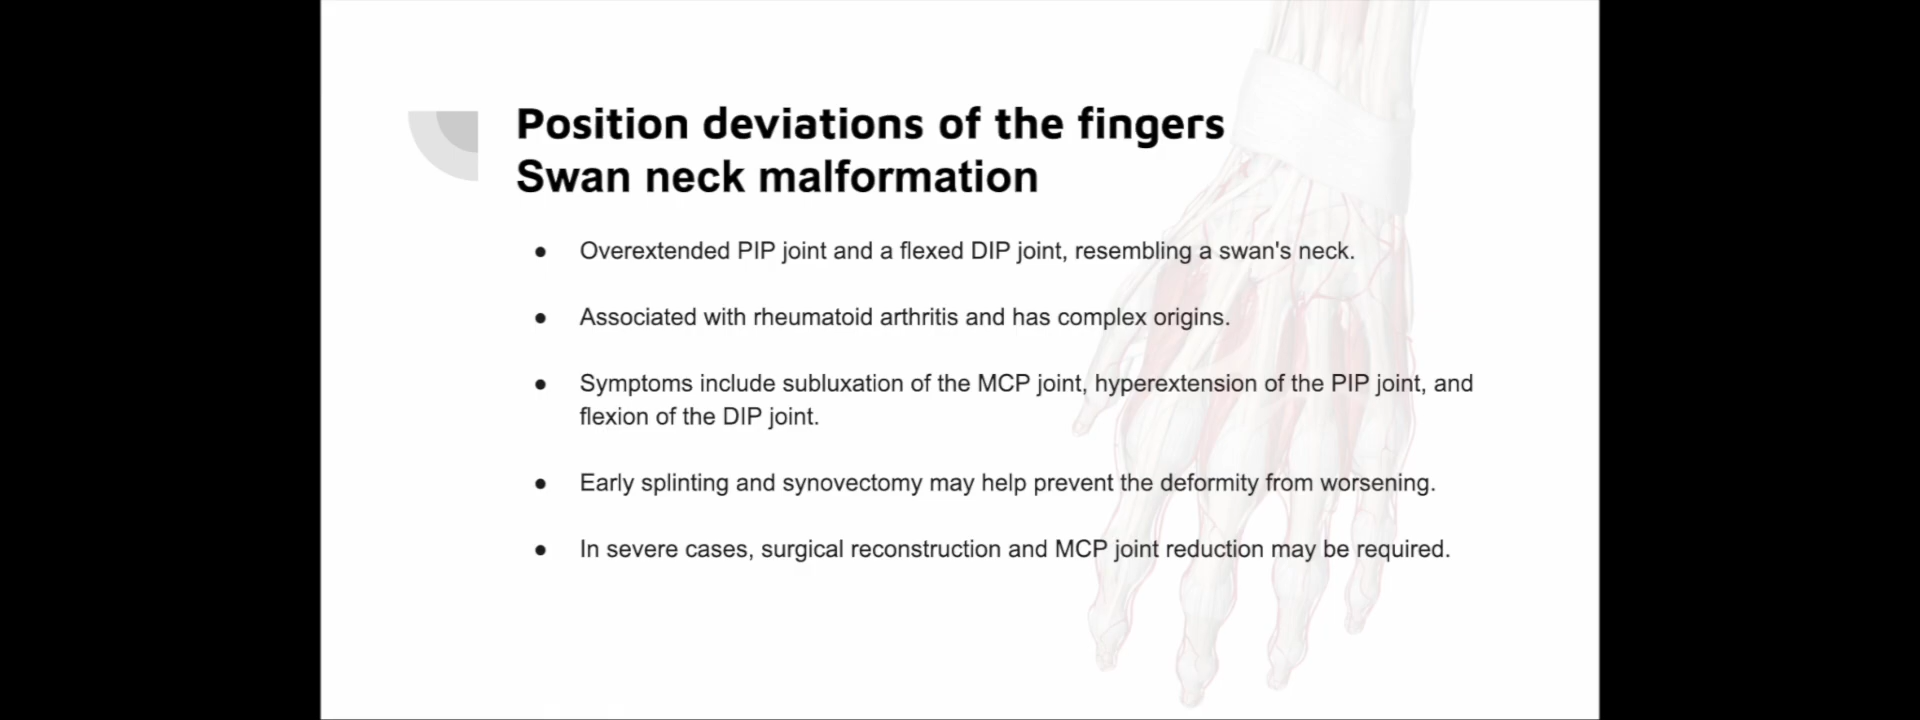 Position deviations of the fingers
Swan neck malformation
● Overextended PIP joint and a flexed DIP joint, resembling a swan's neck.
● Associated with rheumatoid arthritis and has complex origins.
● Symptoms include subluxation of the MCP joint, hyperextension of the PIP joint, and
flexion of the DIP joint.
● Early splinting and synovectomy may help prevent the deformity from worsening.
● In severe cases, surgical reconstruction and MCP joint reduction may be required.